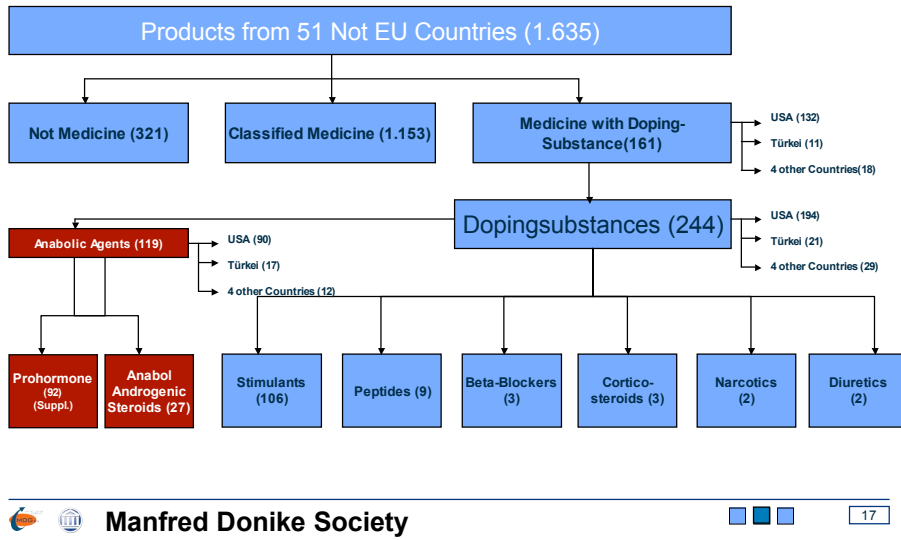 Products from 51 Not EU Countries (1.635)
Not Medicine (321)
Classified Medicine (1.153)
Medicine with Doping-
Substance(161)
USA (132)
Türkei (11)
4 other Countries(18)
Dopingsubstances (244)
USA (194)
Türkei (21)
4 other Countries (29)
Anabolic Agents (119)
USA (90)
Türkei (17)
4 other Countries (12)
Prohormone
(92)
(Suppl.)
Anabol
Androgenic
Steroids (27)
Stimulants
(106)
Peptides (9)
Beta-Blockers
(3)
Cortico-
steroids (3)
Narcotics
(2)
Diuretics
(2)
Manfred Donike Society
17